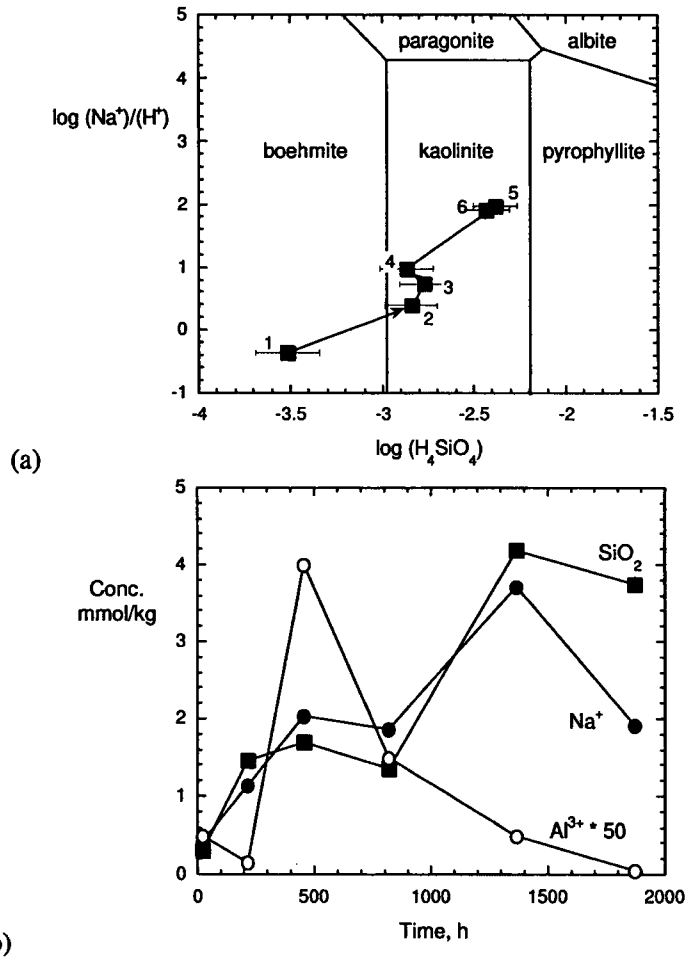 5
paragonite albite
4
log (Na⁺)/(H⁺)
3
boehmite kaolinite pyrophyllite
2
6 5
1
4
3
0
2
1
-1
-4 -3.5 -3 -2.5 -2 -1.5
(a)
log (H₄SiO₄)
5
SiO₂
4
Conc.
mmol/kg
3
2
Na⁺
1
Al³⁺ * 50
0
0 500 1000 1500 2000
Time, h
)